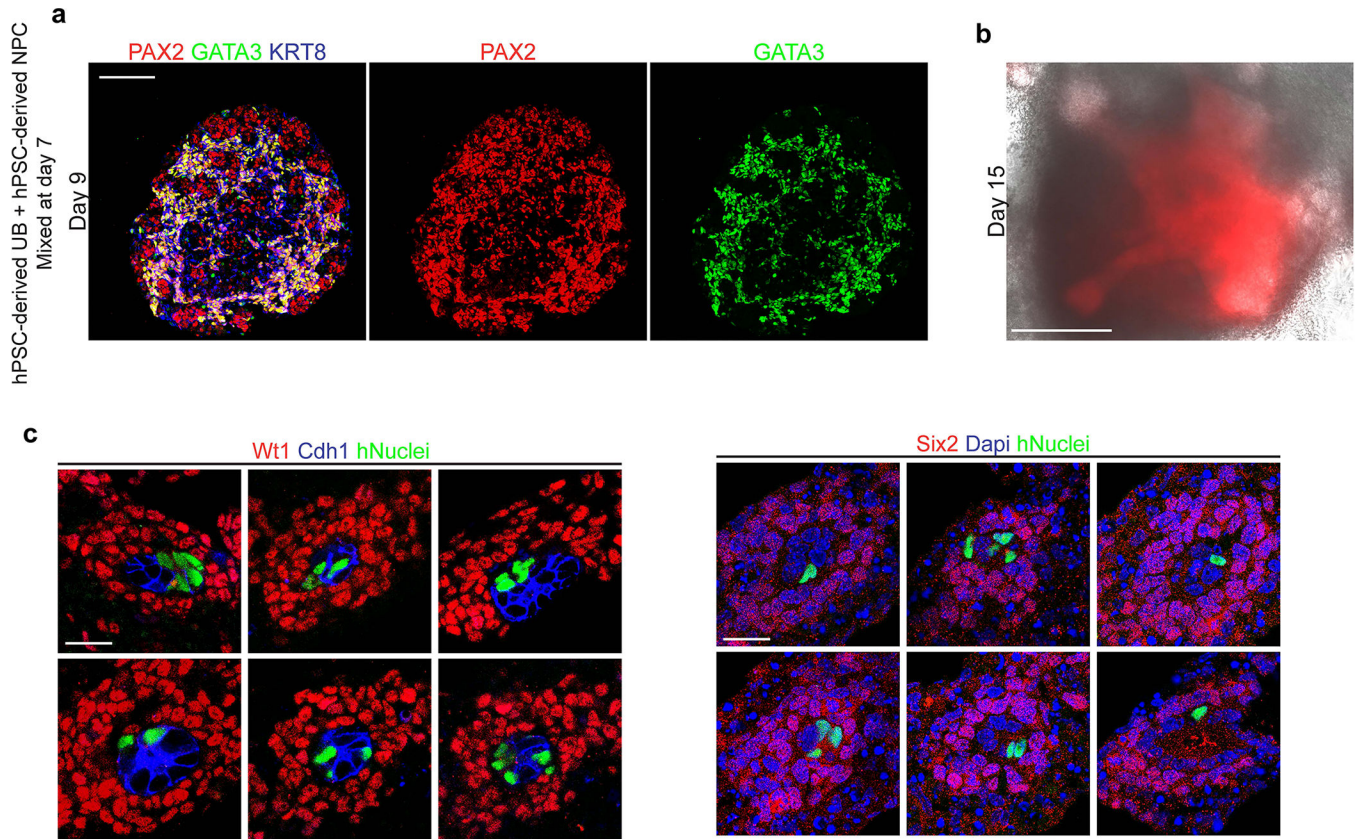 a
PAX2 GATA3 KRT8
PAX2
GATA3
hPSC-derived UB + hPSC-derived NPC
Mixed at day 7
Day 9
b
Day 15
c
Wt1 Cdh1 hNuclei
Six2 Dapi hNuclei